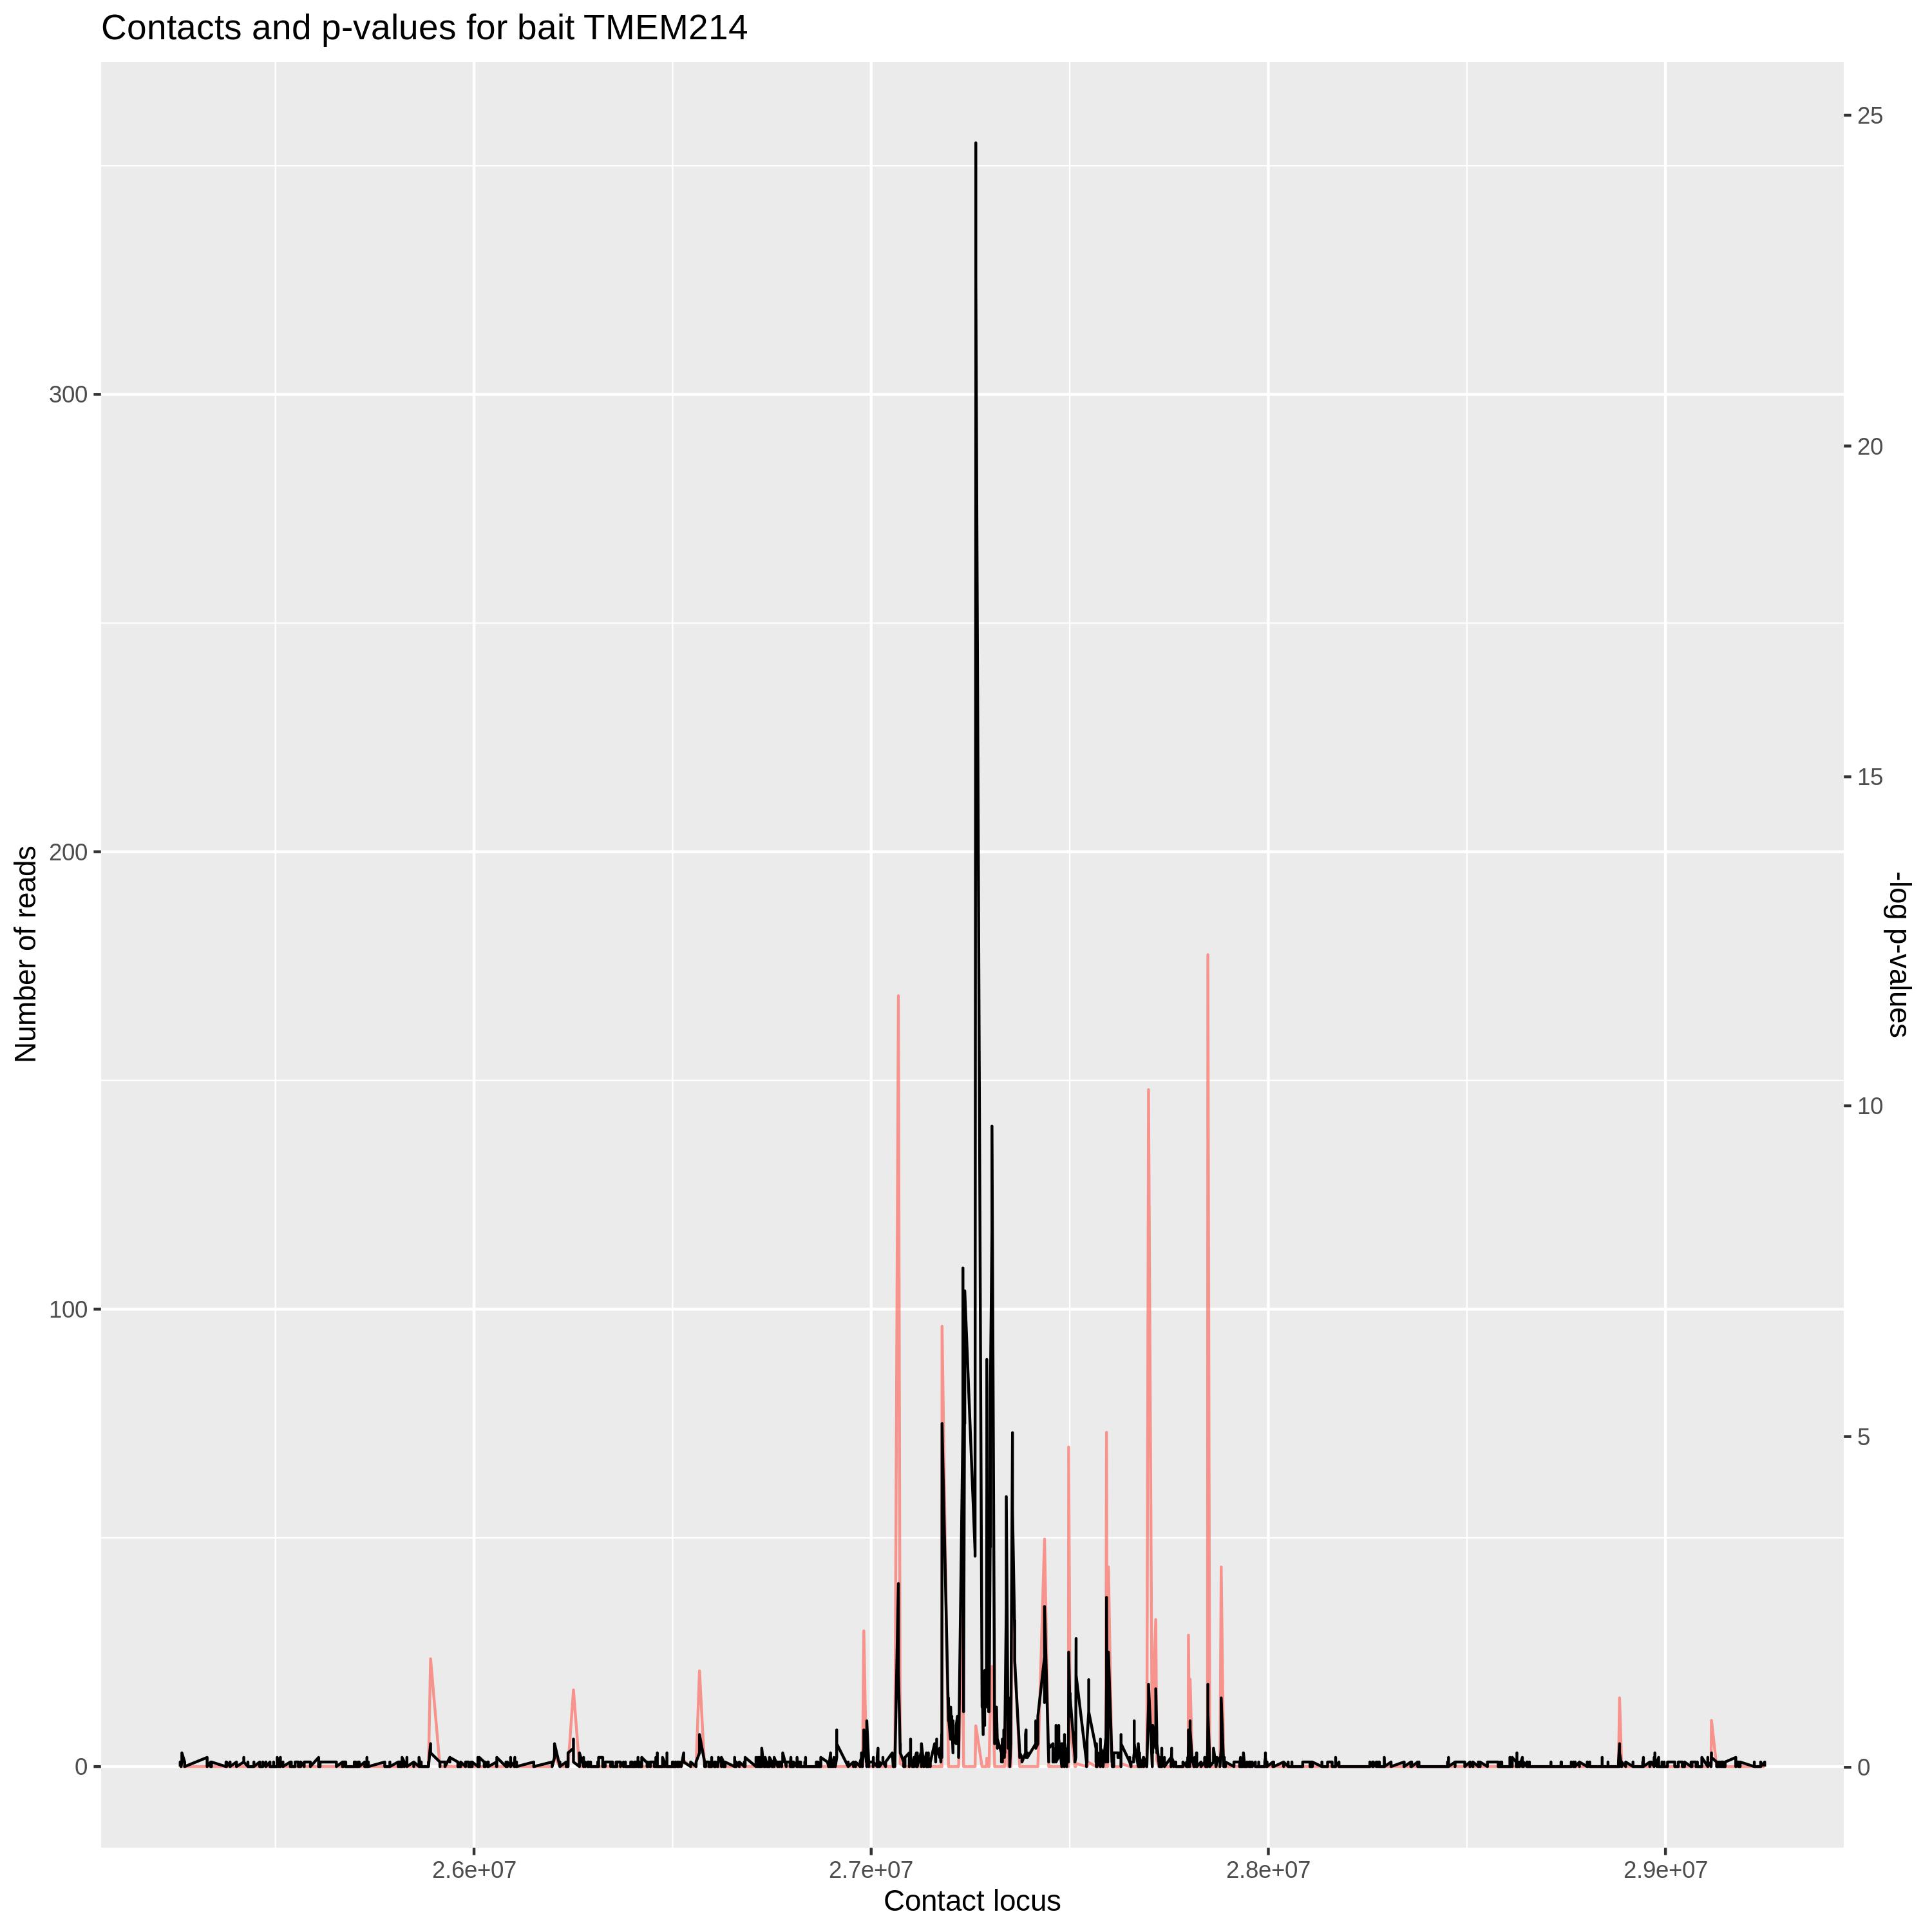 Contacts and p-values for bait TMEM214
Number of reads
300
200
100
0
25
20
15
10
5
0
-log p-values
2.6e+07
2.7e+07
2.8e+07
2.9e+07
Contact locus